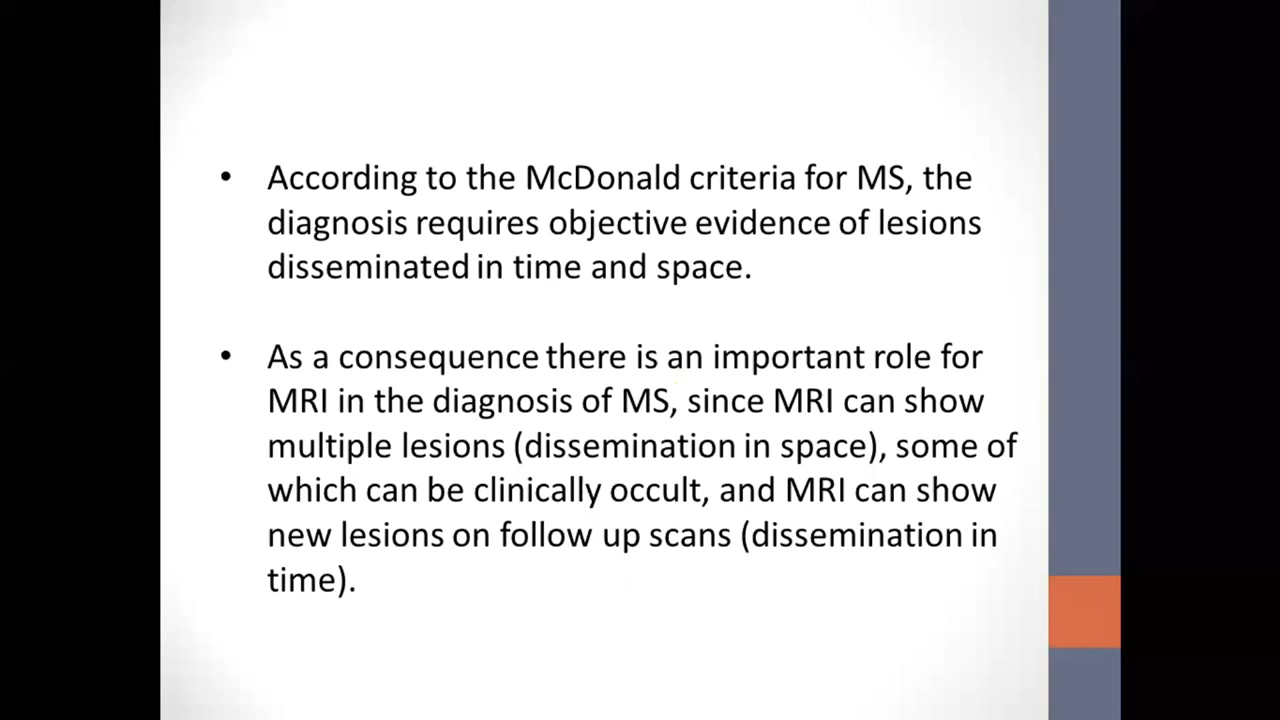 • According to the McDonald criteria for MS, the
diagnosis requires objective evidence of lesions
disseminated in time and space.
• As a consequence there is an important role for
MRI in the diagnosis of MS, since MRI can show
multiple lesions (dissemination in space), some of
which can be clinically occult, and MRI can show
new lesions on follow up scans (dissemination in
time).